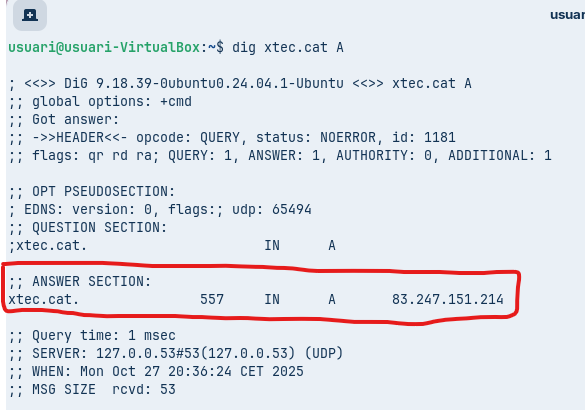 usuar
usuari@usuari-VirtualBox:~$ dig xtec.cat A
; <<>> DiG 9.18.39-0ubuntu0.24.04.1-Ubuntu <<>> xtec.cat A
;; global options: +cmd
;; Got answer:
;; ->>HEADER<<- opcode: QUERY, status: NOERROR, id: 1181
;; flags: qr rd ra; QUERY: 1, ANSWER: 1, AUTHORITY: 0, ADDITIONAL: 1
;; OPT PSEUDOSECTION:
; EDNS: version: 0, flags:; udp: 65494
;; QUESTION SECTION:
;xtec.cat. IN A
;; ANSWER SECTION:
xtec.cat. 557 IN A 83.247.151.214
;; Query time: 1 msec
;; SERVER: 127.0.0.53#53(127.0.0.53) (UDP)
;; WHEN: Mon Oct 27 20:36:24 CET 2025
;; MSG SIZE rcvd: 53